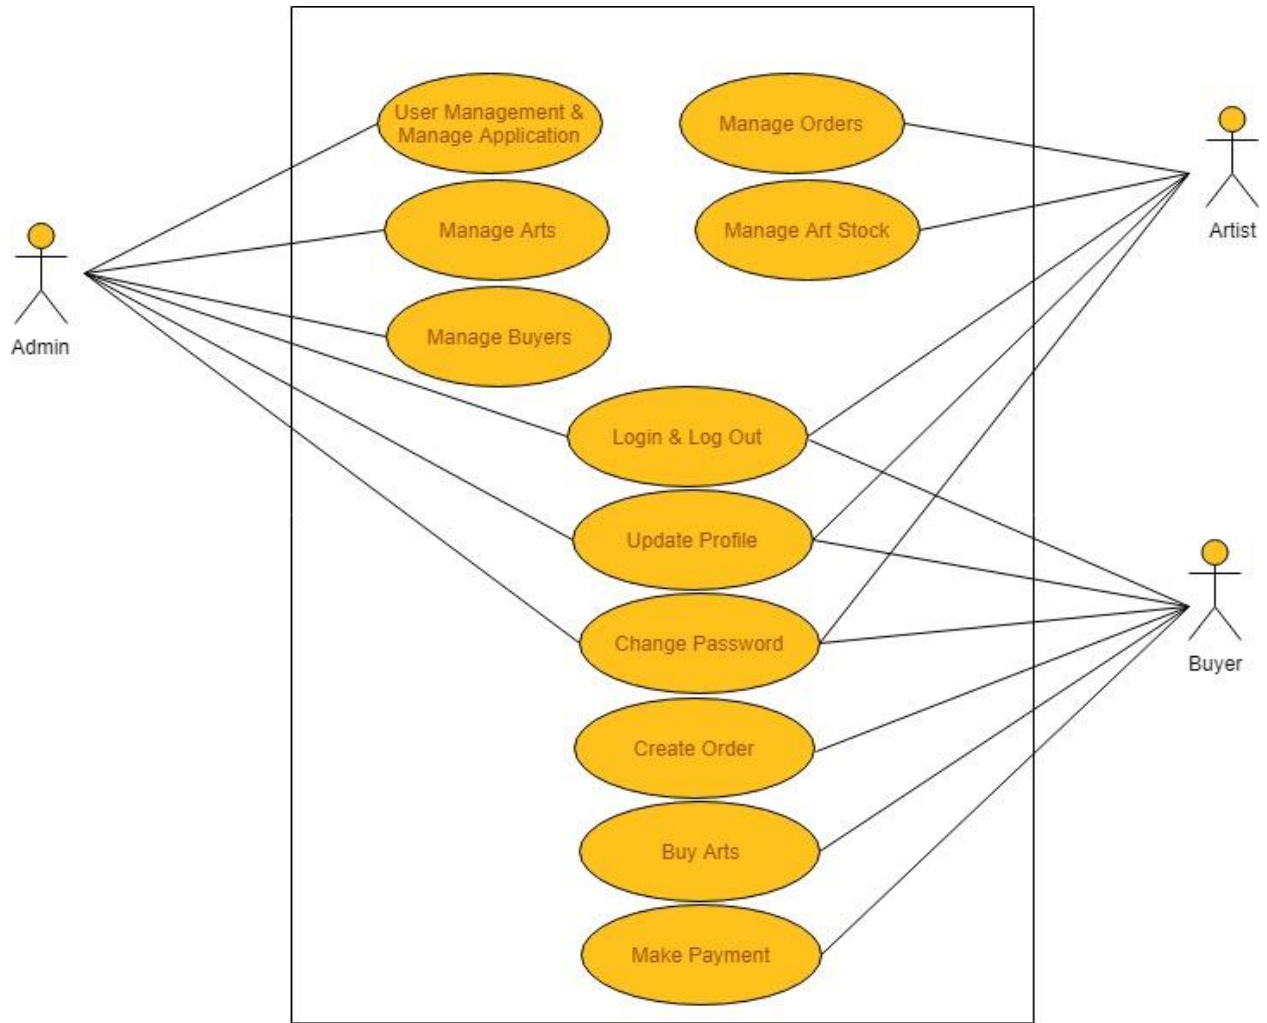 User Management &
Manage Application
Manage Orders
Manage Arts
Manage Art Stock
Artist
Manage Buyers
Admin
Login & Log Out
Update Profile
Change Password
Buyer
Create Order
Buy Arts
Make Payment